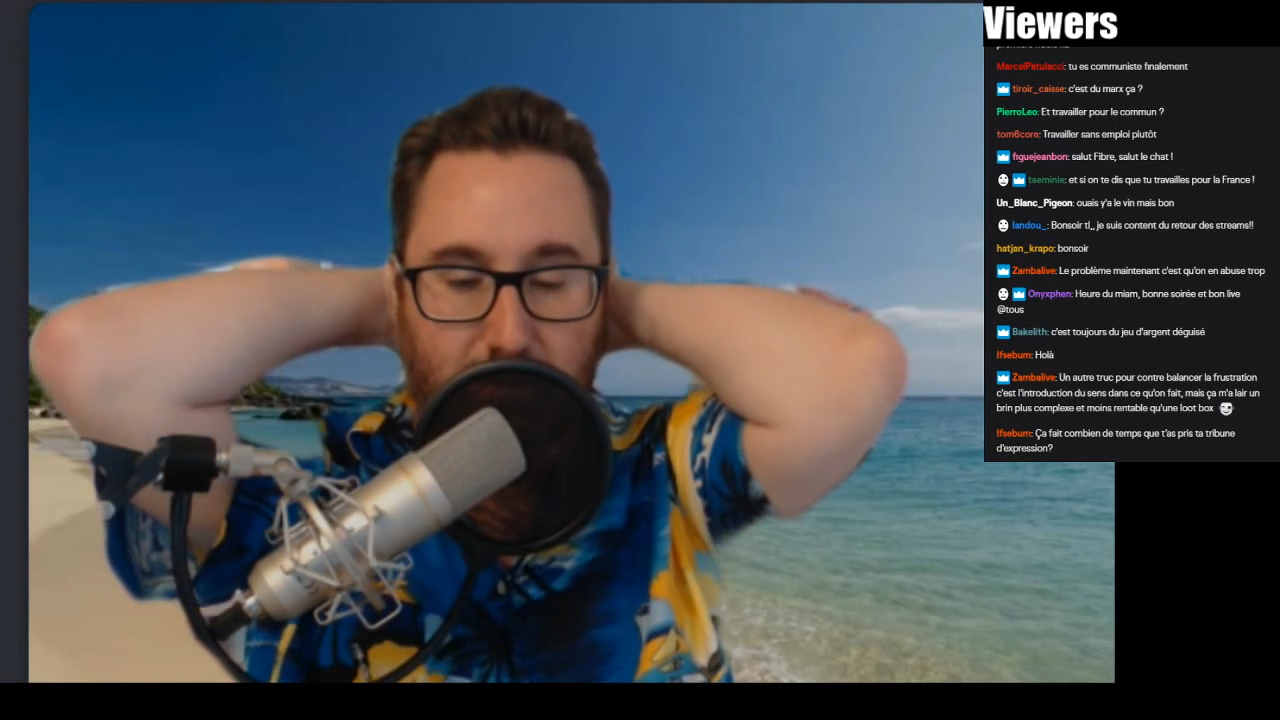 Viewers
MarcelPatulacci: tu es communiste finalement
tiroir_caisse: c'est du marx ça ?
PierroLeo: Et travailler pour le commun ?
tom6core: Travailler sans emploi plutôt
figuejeanbon: salut Fibre, salut le chat !
taeminie: et si on te dis que tu travailles pour la France !
Un_Blanc_Pigeon: ouais y'a le vin mais bon
landou_: Bonsoir tl,, je suis content du retour des streams!!
hatjan_krapo: bonsoir
Zambalive: Le problème maintenant c'est qu'on en abuse trop
Onyxphen: Heure du miam, bonne soirée et bon live
@tous
Bakelith: c'est toujours du jeu d'argent déguisé
Ifsebum: Holà
Zambalive: Un autre truc pour contre balancer la frustration
c'est l'introduction du sens dans ce qu'on fait, mais ça m'a lair un
brin plus complexe et moins rentable qu'une loot box
Ifsebum: Ça fait combien de temps que t'as pris ta tribune
d'expression?